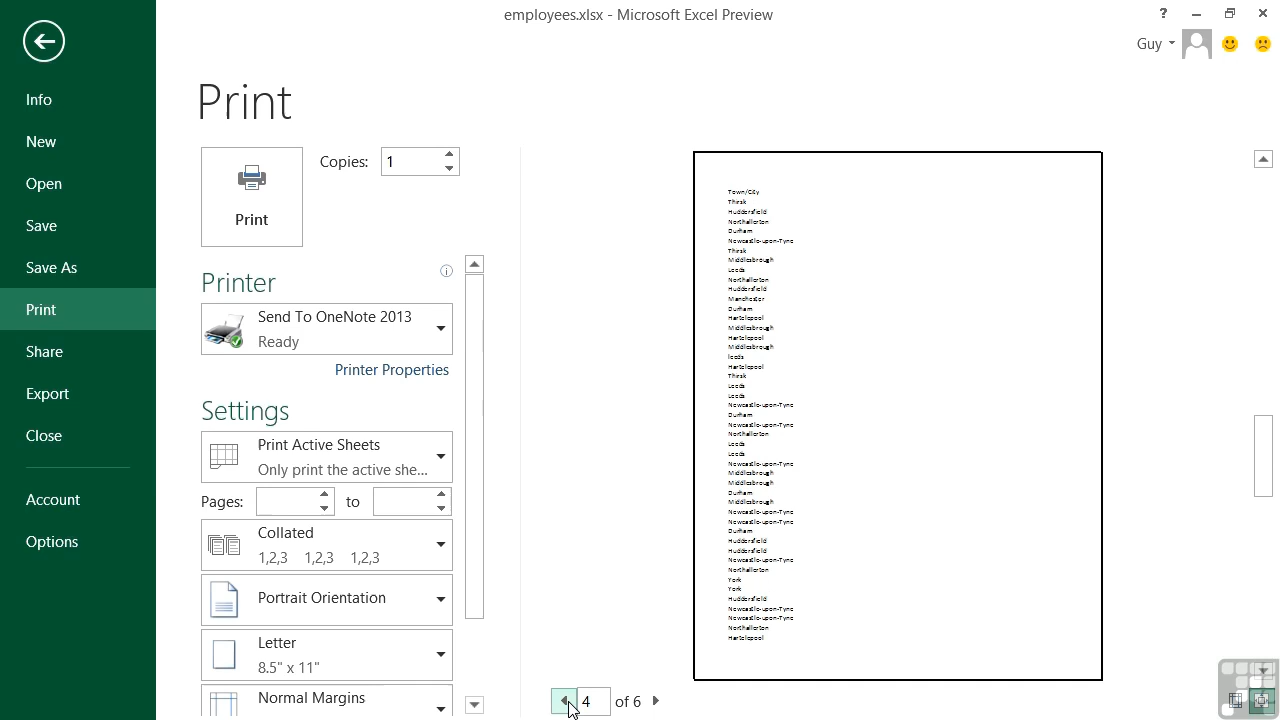 employees.xlsx - Microsoft Excel Preview
?
Guy
Info
New
Open
Save
Save As
Print
Share
Export
Close
Account
Options
Print
Print
Copies: 1
Printer
Send To OneNote 2013
Ready
Printer Properties
Settings
Print Active Sheets
Only print the active she...
Pages: to
Collated
1,2,3 1,2,3 1,2,3
Portrait Orientation
Letter
8.5" x 11"
Normal Margins
Town/City
Thirsk
Huddersfield
Northallerton
Durham
Newcastle-upon-Tyne
Thirsk
Middlesbrough
Leeds
Northallerton
Huddersfield
Manchester
Durham
Hartelepool
Middlesbrough
Hartelepool
Middlesbrough
leeds
Hartelepool
Thirsk
Leeds
Leeds
Newcastle-upon-Tyne
Durham
Newcastle-upon-Tyne
Northallerton
Leeds
Leeds
Newcastle-upon-Tyne
Middlesbrough
Middlesbrough
Durham
Middlesbrough
Newcastle-upon-Tyne
Newcastle-upon-Tyne
Durham
Huddersfield
Huddersfield
Newcastle-upon-Tyne
Northallerton
York
York
Huddersfield
Newcastle-upon-Tyne
Newcastle-upon-Tyne
Northallerton
Hartelepool
4 of 6